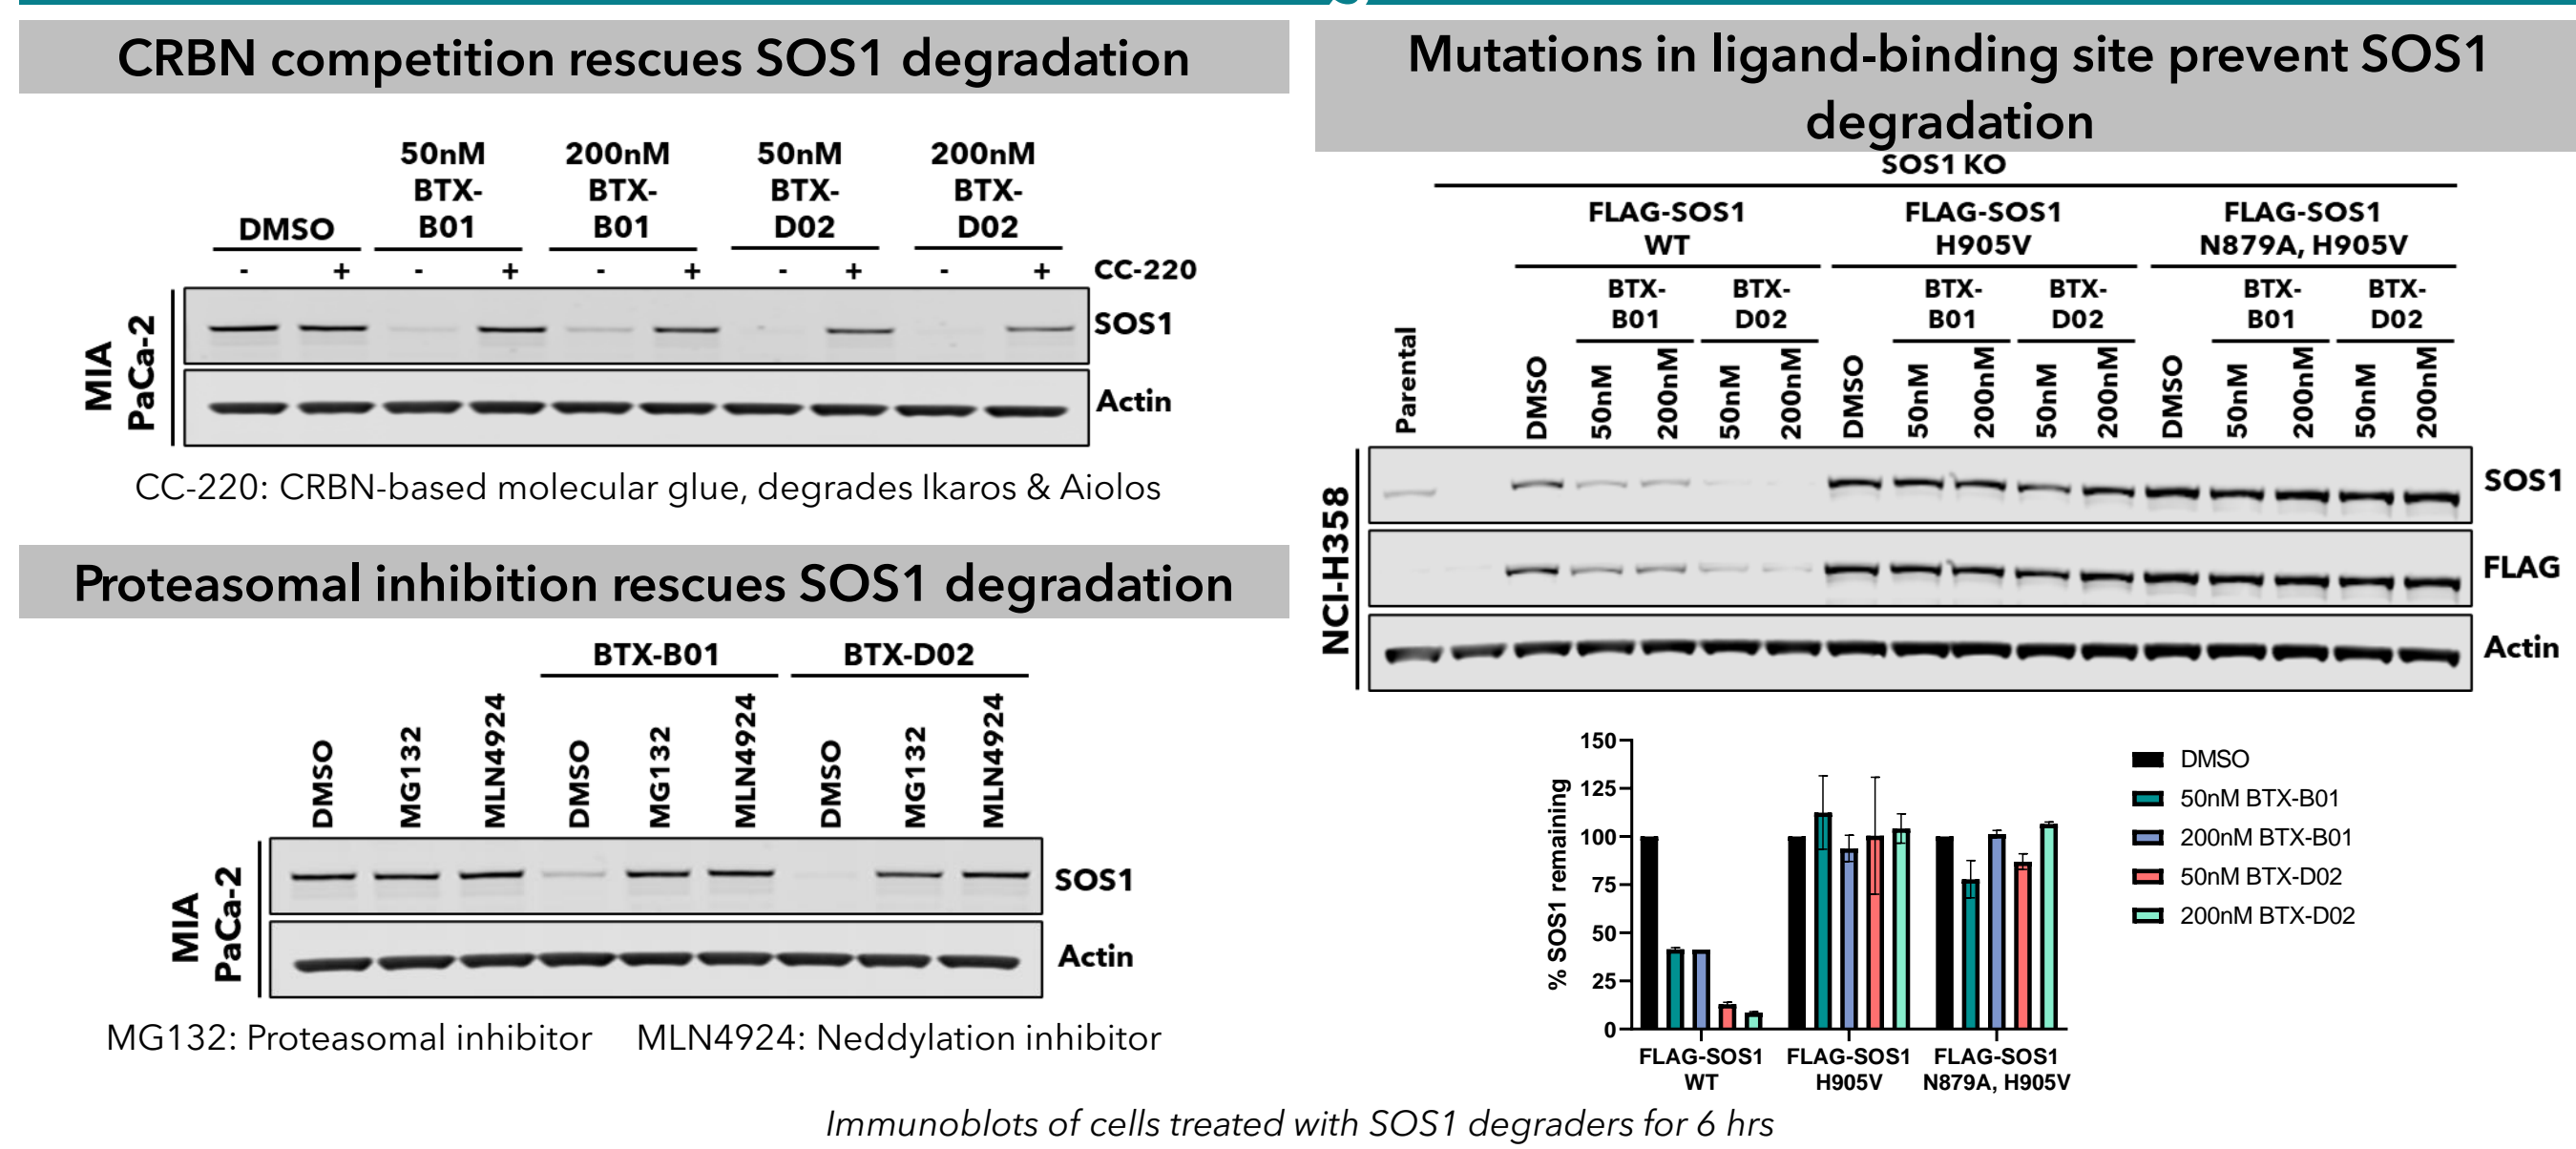 CRBN competition rescues SOS1 degradation
50nM 200nM 50nM 200nM
BTX- BTX- BTX- BTX-
DMSO B01 B01 D02 D02
- + - + - + - + - + CC-220
MIA
PaCa-2
SOS1
Actin
CC-220: CRBN-based molecular glue, degrades Ikaros & Aiolos
Proteasomal inhibition rescues SOS1 degradation
BTX-B01 BTX-D02
DMSO MG132 MLN4924 DMSO MG132 MLN4924 DMSO MG132 MLN4924
MIA
PaCa-2
SOS1
Actin
MG132: Proteasomal inhibitor MLN4924: Neddylation inhibitor
Mutations in ligand-binding site prevent SOS1
degradation
SOS1 KO
FLAG-SOS1 FLAG-SOS1 FLAG-SOS1
WT H905V N879A, H905V
BTX- BTX- BTX- BTX- BTX- BTX-
B01 D02 B01 D02 B01 D02
Parental DMSO 50nM 200nM 50nM 200nM DMSO 50nM 200nM 50nM 200nM DMSO 50nM 200nM 50nM 200nM
NCI-H358
SOS1
FLAG
Actin
% SOS1 remaining
150
125
100
75
50
25
0
FLAG-SOS1 FLAG-SOS1 FLAG-SOS1
WT H905V N879A, H905V
DMSO
50nM BTX-B01
200nM BTX-B01
50nM BTX-D02
200nM BTX-D02
Immunoblots of cells treated with SOS1 degraders for 6 hrs